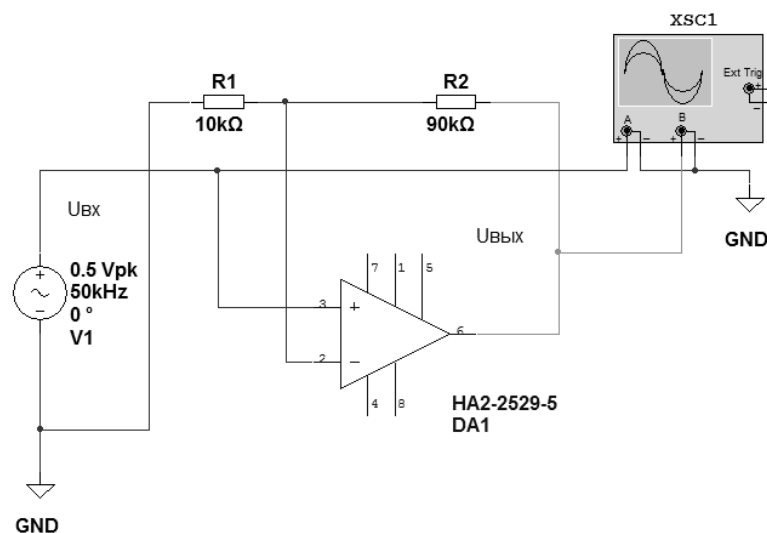 xsc1
Ext Trig
+
−
A
B
+ − + −
R1
10kΩ
R2
90kΩ
GND
Uвх
Uвых
+
−
0.5 Vpk
50kHz
0 °
V1
7 1 5
3 +
2 −
6
4 8
HA2-2529-5
DA1
GND